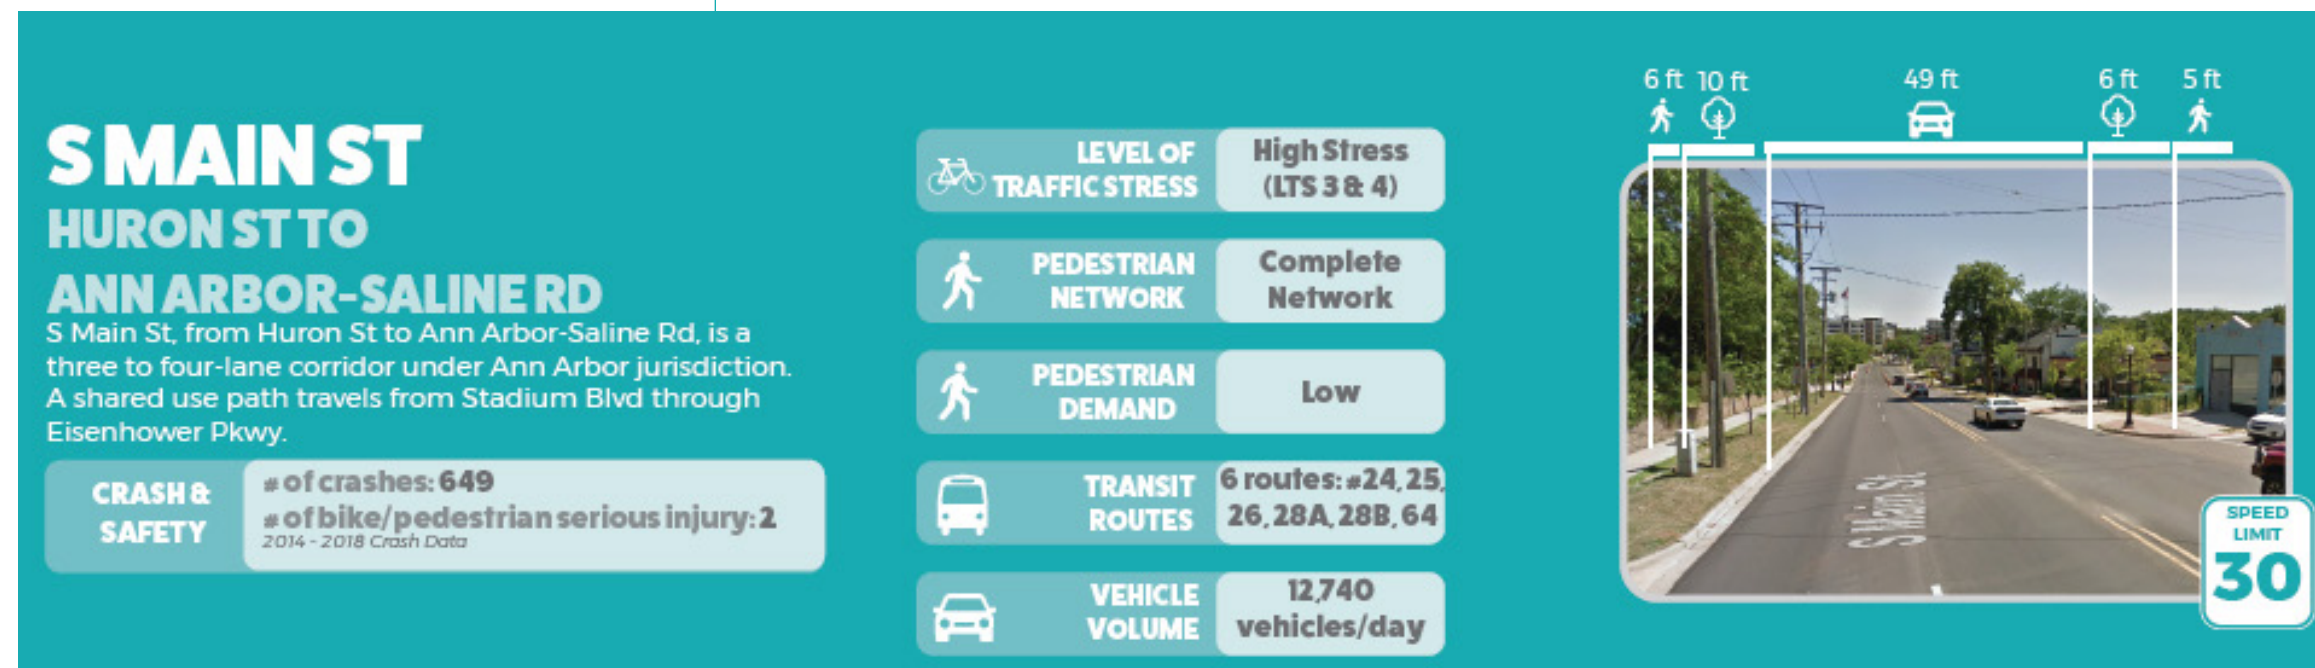 S MAIN ST
HURON ST TO
ANN ARBOR-SALINE RD
S Main St, from Huron St to Ann Arbor-Saline Rd, is a
three to four-lane corridor under Ann Arbor jurisdiction.
A shared use path travels from Stadium Blvd through
Eisenhower Pkwy.
CRASH &
SAFETY
# of crashes: 649
# of bike/pedestrian serious injury: 2
2014 - 2018 Crash Data
LEVEL OF
TRAFFIC STRESS
High Stress
(LTS 3 & 4)
PEDESTRIAN
NETWORK
Complete
Network
PEDESTRIAN
DEMAND
Low
TRANSIT
ROUTES
6 routes: #24, 25,
26, 28A, 28B, 64
VEHICLE
VOLUME
12,740
vehicles/day
6 ft 10 ft 49 ft 6 ft 5 ft
S Main St
SPEED
LIMIT
30